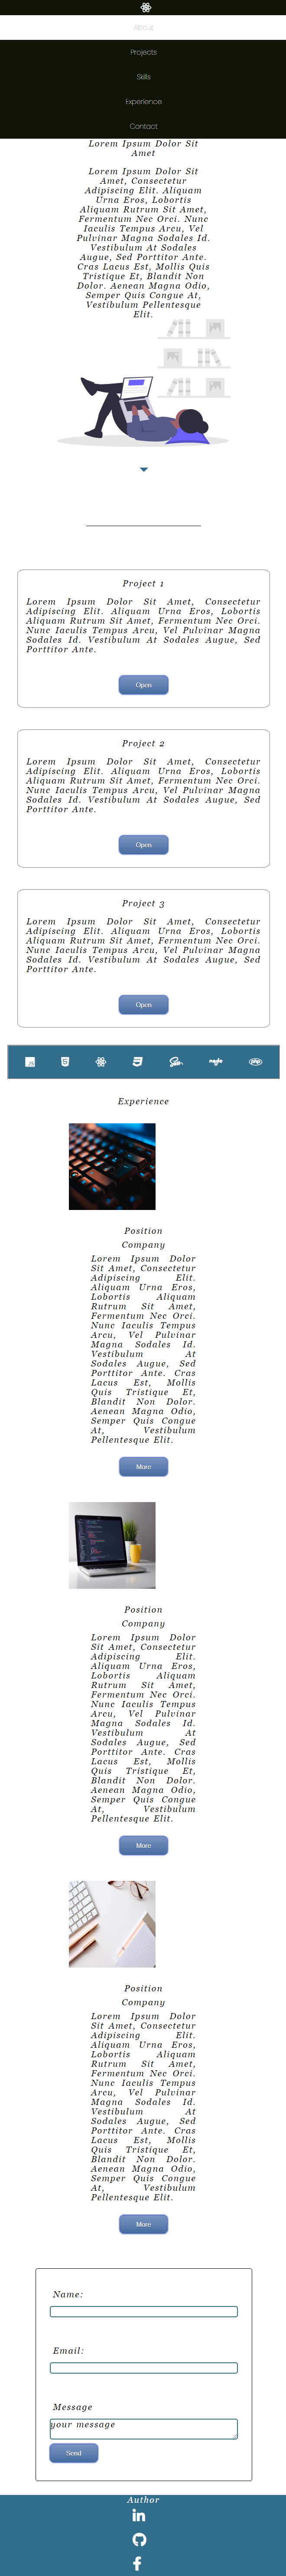 About
Projects
Skills
Experience
Contact
Lorem Ipsum Dolor Sit
Amet
Lorem Ipsum Dolor Sit
Amet, Consectetur
Adipiscing Elit. Aliquam
Urna Eros, Lobortis
Aliquam Rutrum Sit Amet,
Fermentum Nec Orci. Nunc
Iaculis Tempus Arcu, Vel
Pulvinar Magna Sodales Id.
Vestibulum At Sodales
Augue, Sed Porttitor Ante.
Cras Lacus Est, Mollis Quis
Tristique Et, Blandit Non
Dolor. Aenean Magna Odio,
Semper Quis Congue At,
Vestibulum Pellentesque
Elit.
Project 1
Lorem Ipsum Dolor Sit Amet, Consectetur
Adipiscing Elit. Aliquam Urna Eros, Lobortis
Aliquam Rutrum Sit Amet, Fermentum Nec Orci.
Nunc Iaculis Tempus Arcu, Vel Pulvinar Magna
Sodales Id. Vestibulum At Sodales Augue, Sed
Porttitor Ante.
Open
Project 2
Lorem Ipsum Dolor Sit Amet, Consectetur
Adipiscing Elit. Aliquam Urna Eros, Lobortis
Aliquam Rutrum Sit Amet, Fermentum Nec Orci.
Nunc Iaculis Tempus Arcu, Vel Pulvinar Magna
Sodales Id. Vestibulum At Sodales Augue, Sed
Porttitor Ante.
Open
Project 3
Lorem Ipsum Dolor Sit Amet, Consectetur
Adipiscing Elit. Aliquam Urna Eros, Lobortis
Aliquam Rutrum Sit Amet, Fermentum Nec Orci.
Nunc Iaculis Tempus Arcu, Vel Pulvinar Magna
Sodales Id. Vestibulum At Sodales Augue, Sed
Porttitor Ante.
Open
JS Sass node php
Experience
Position
Company
Lorem Ipsum Dolor
Sit Amet, Consectetur
Adipiscing Elit.
Aliquam Urna Eros,
Lobortis Aliquam
Rutrum Sit Amet,
Fermentum Nec Orci.
Nunc Iaculis Tempus
Arcu, Vel Pulvinar
Magna Sodales Id.
Vestibulum At
Sodales Augue, Sed
Porttitor Ante. Cras
Lacus Est, Mollis
Quis Tristique Et,
Blandit Non Dolor.
Aenean Magna Odio,
Semper Quis Congue
At, Vestibulum
Pellentesque Elit.
More
Position
Company
Lorem Ipsum Dolor
Sit Amet, Consectetur
Adipiscing Elit.
Aliquam Urna Eros,
Lobortis Aliquam
Rutrum Sit Amet,
Fermentum Nec Orci.
Nunc Iaculis Tempus
Arcu, Vel Pulvinar
Magna Sodales Id.
Vestibulum At
Sodales Augue, Sed
Porttitor Ante. Cras
Lacus Est, Mollis
Quis Tristique Et,
Blandit Non Dolor.
Aenean Magna Odio,
Semper Quis Congue
At, Vestibulum
Pellentesque Elit.
More
Position
Company
Lorem Ipsum Dolor
Sit Amet, Consectetur
Adipiscing Elit.
Aliquam Urna Eros,
Lobortis Aliquam
Rutrum Sit Amet,
Fermentum Nec Orci.
Nunc Iaculis Tempus
Arcu, Vel Pulvinar
Magna Sodales Id.
Vestibulum At
Sodales Augue, Sed
Porttitor Ante. Cras
Lacus Est, Mollis
Quis Tristique Et,
Blandit Non Dolor.
Aenean Magna Odio,
Semper Quis Congue
At, Vestibulum
Pellentesque Elit.
More
Name:
Email:
Message
your message
Send
Author
in
f